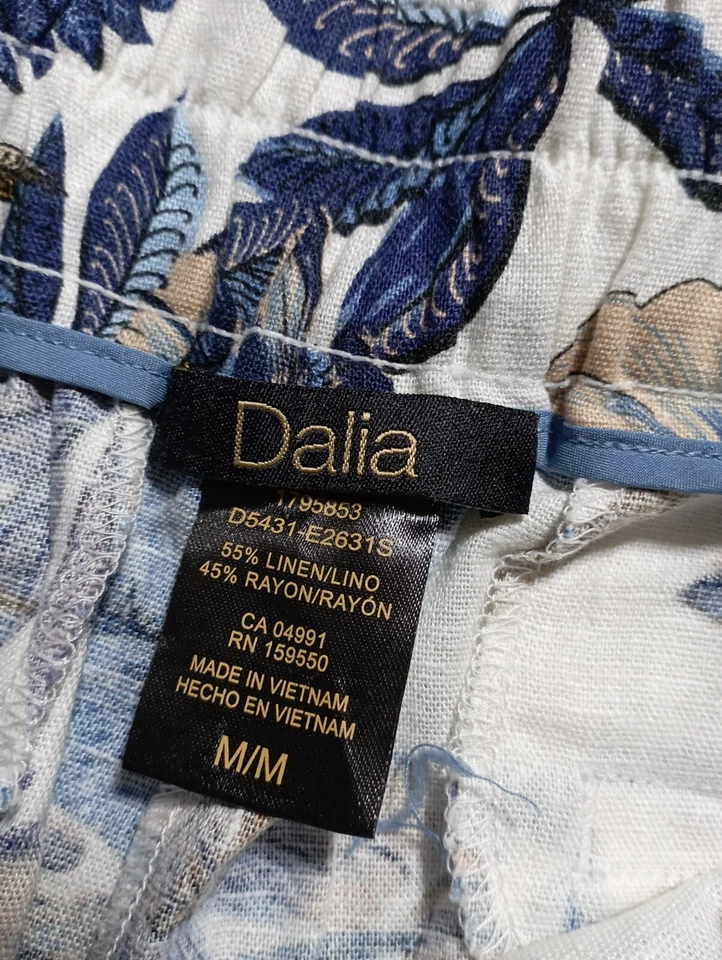 Dalia
1795853
D5431-E2631S
55% LINEN/LINO
45% RAYON/RAYÓN
CA 04991
RN 159550
MADE IN VIETNAM
HECHO EN VIETNAM
M/M